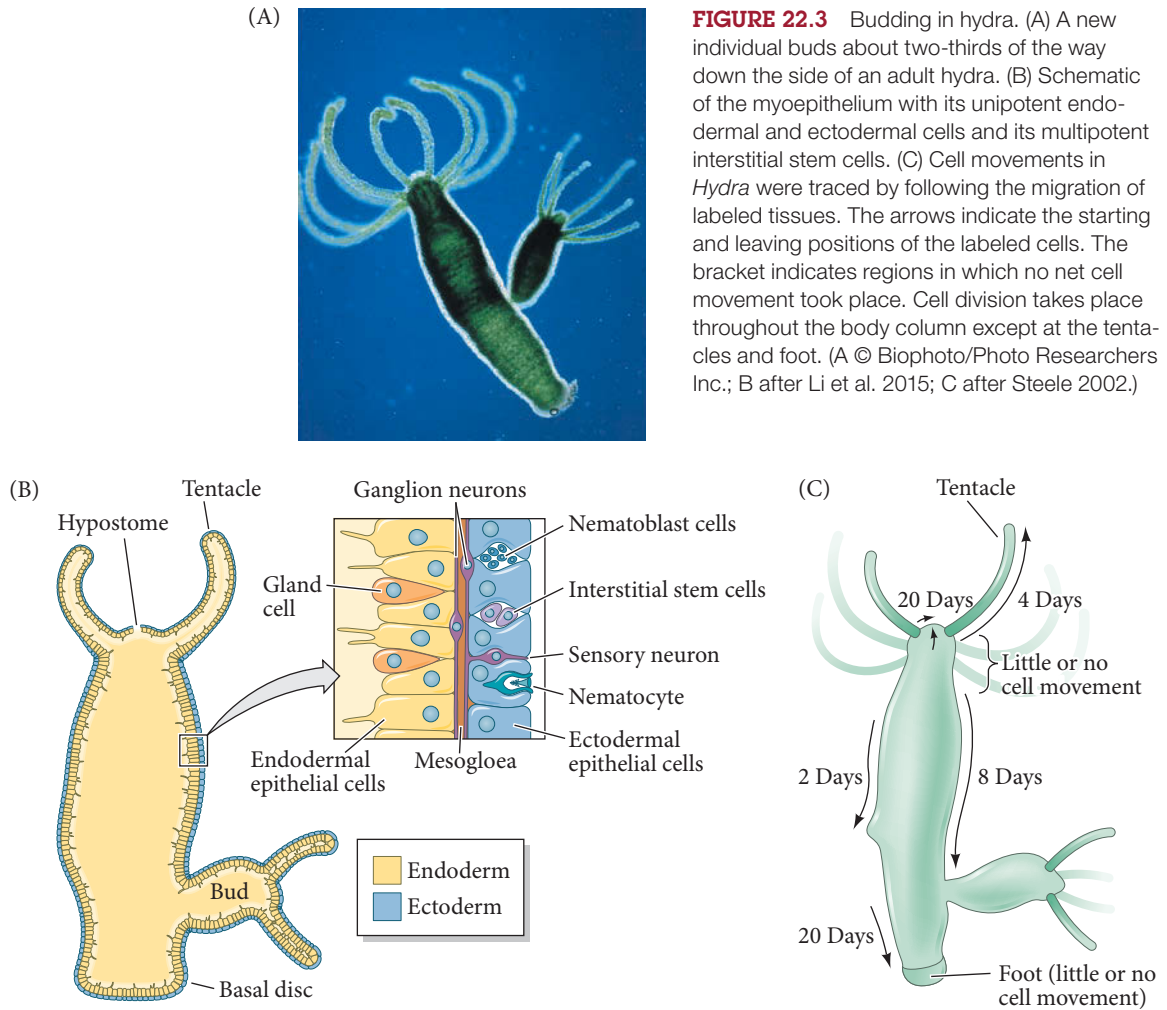 (A)
FIGURE 22.3 Budding in hydra. (A) A new
individual buds about two-thirds of the way
down the side of an adult hydra. (B) Schematic
of the myoepithelium with its unipotent endo-
dermal and ectodermal cells and its multipotent
interstitial stem cells. (C) Cell movements in
Hydra were traced by following the migration of
labeled tissues. The arrows indicate the starting
and leaving positions of the labeled cells. The
bracket indicates regions in which no net cell
movement took place. Cell division takes place
throughout the body column except at the tenta-
cles and foot. (A © Biophoto/Photo Researchers
Inc.; B after Li et al. 2015; C after Steele 2002.)
(B)
Tentacle
Hypostome
Ganglion neurons
Nematoblast cells
Gland
cell
Interstitial stem cells
Sensory neuron
Nematocyte
Endodermal
epithelial cells
Mesogloea
Ectodermal
epithelial cells
Bud
Basal disc
Endoderm
Ectoderm
(C)
Tentacle
20 Days
4 Days
Little or no
cell movement
2 Days
8 Days
20 Days
Foot (little or no
cell movement)